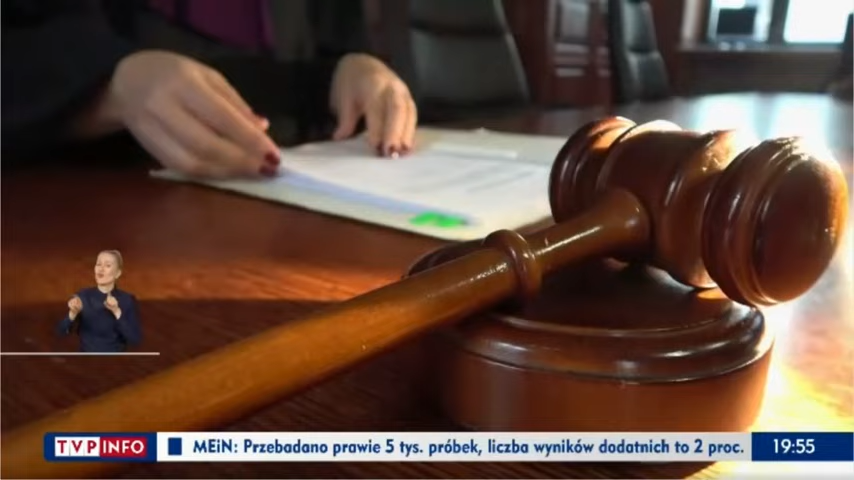 TVP INFO MEiN: Przebadano prawie 5 tys. próbek, liczba wyników dodatnich to 2 proc. 19:55